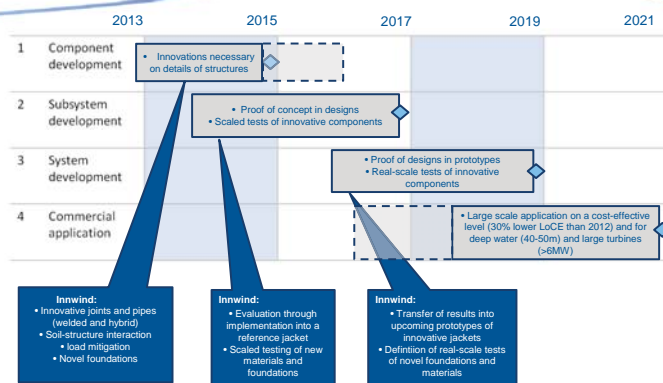 2013 2015 2017 2019 2021
1 Component
development
• Innovations necessary
on details of structures
2 Subsystem
development
• Proof of concept in designs
• Scaled tests of innovative components
3 System
development
• Proof of designs in prototypes
• Real-scale tests of innovative
components
4 Commercial
application
• Large scale application on a cost-effective
level (30% lower LoCE than 2012) and for
deep water (40-50m) and large turbines
(>6MW)
Innwind:
• Innovative joints and pipes
(welded and hybrid)
• Soil-structure interaction
• load mitigation
• Novel foundations
Innwind:
• Evaluation through
implementation into a
reference jacket
• Scaled testing of new
materials and
foundations
Innwind:
• Transfer of results into
upcoming prototypes of
innovative jackets
• Defintiion of real-scale tests
of novel foundations and
materials